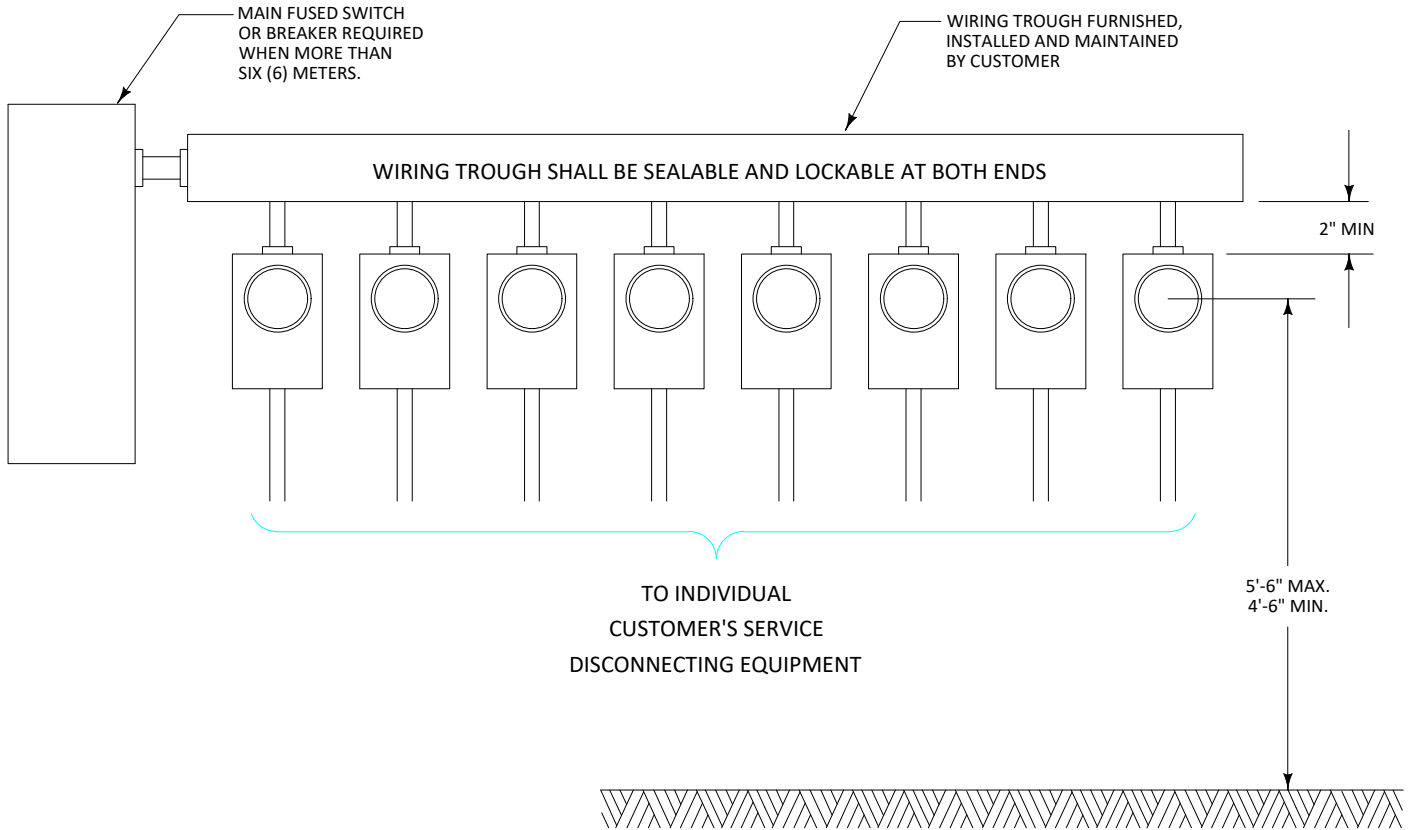 MAIN FUSED SWITCH
OR BREAKER REQUIRED
WHEN MORE THAN
SIX (6) METERS.
WIRING TROUGH FURNISHED,
INSTALLED AND MAINTAINED
BY CUSTOMER
WIRING TROUGH SHALL BE SEALABLE AND LOCKABLE AT BOTH ENDS
2" MIN
5'-6" MAX.
4'-6" MIN.
TO INDIVIDUAL
CUSTOMER'S SERVICE
DISCONNECTING EQUIPMENT